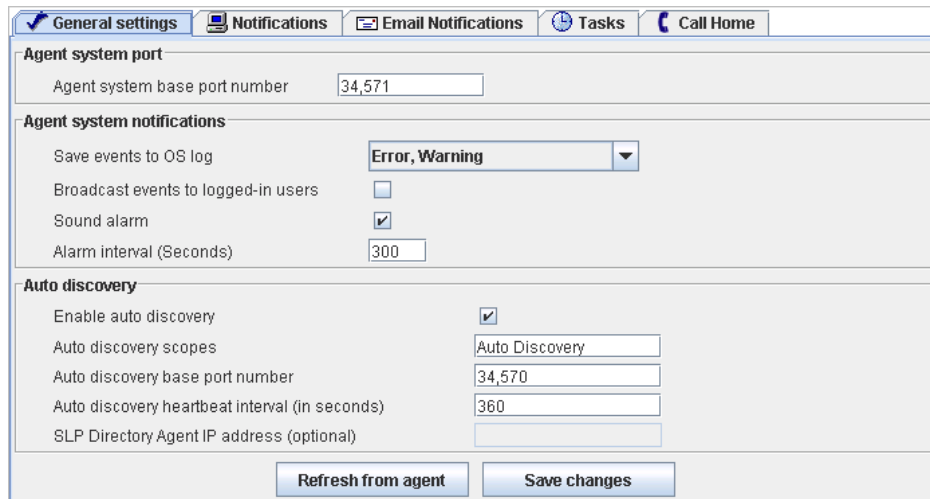 General settings Notifications Email Notifications Tasks Call Home
Agent system port
Agent system base port number 34,571
Agent system notifications
Save events to OS log Error, Warning
Broadcast events to logged-in users
Sound alarm
Alarm interval (Seconds) 300
Auto discovery
Enable auto discovery
Auto discovery scopes Auto Discovery
Auto discovery base port number 34,570
Auto discovery heartbeat interval (in seconds) 360
SLP Directory Agent IP address (optional)
Refresh from agent Save changes